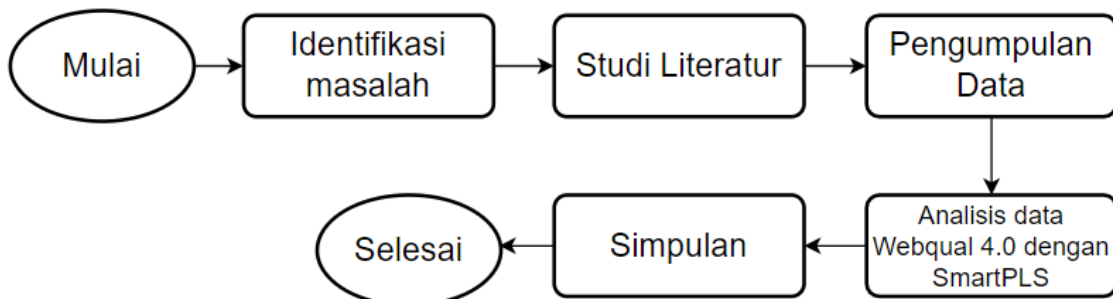 Mulai
Identifikasi
masalah
Studi Literatur
Pengumpulan
Data
Analisis data
Webqual 4.0 dengan
SmartPLS
Simpulan
Selesai